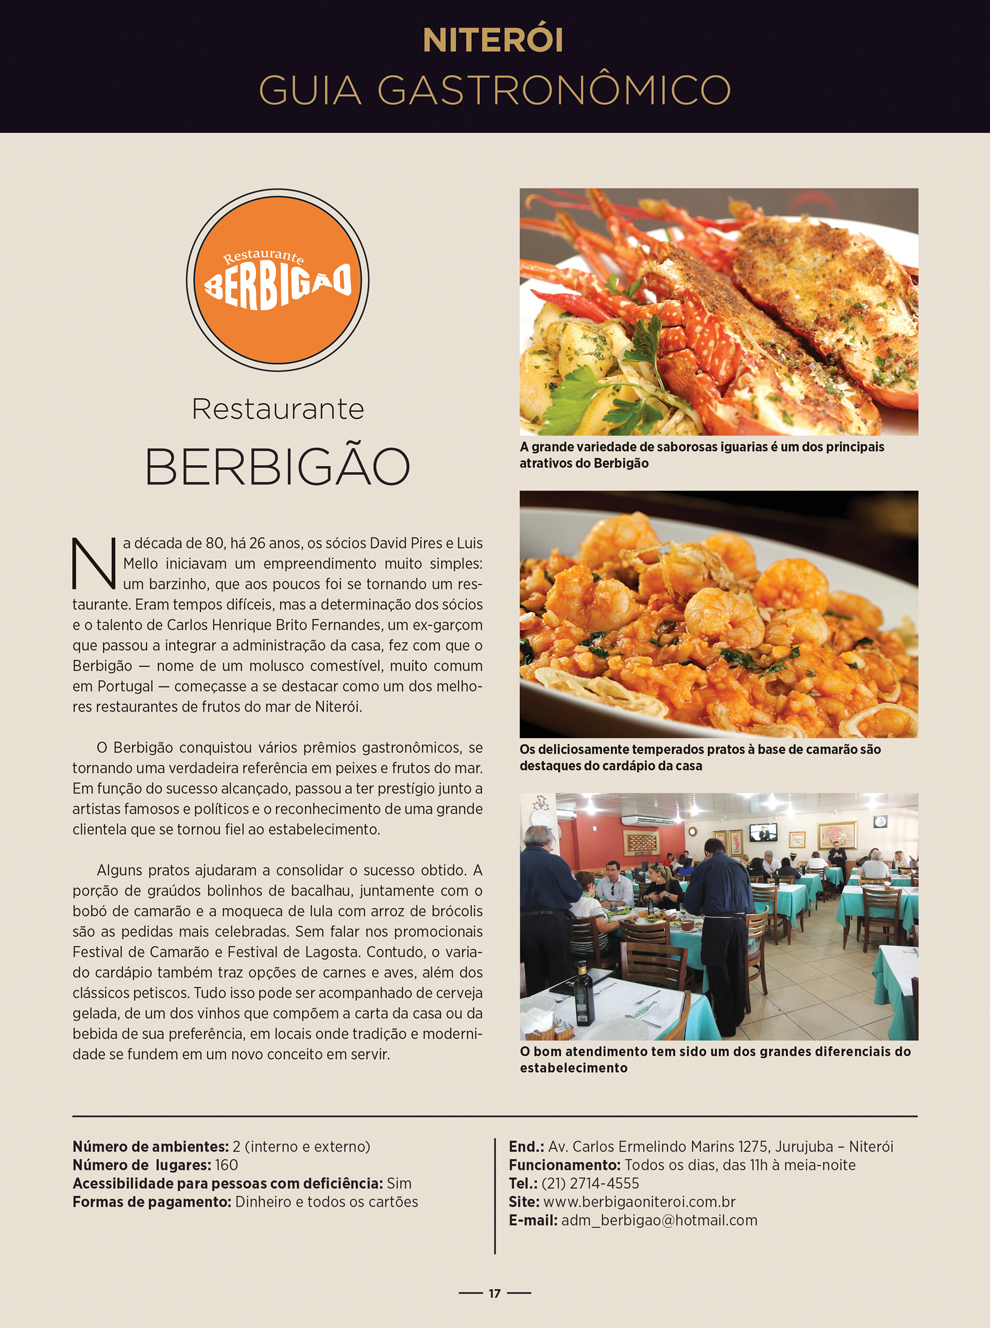 NITERÓI
GUIA GASTRONÔMICO
Restaurante
BERBIGÃO
Restaurante
BERBIGÃO
Na década de 80, há 26 anos, os sócios David Pires e Luis
Mello iniciavam um empreendimento muito simples:
um barzinho, que aos poucos foi se tornando um res-
taurante. Eram tempos difíceis, mas a determinação dos sócios
e o talento de Carlos Henrique Brito Fernandes, um ex-garçom
que passou a integrar a administração da casa, fez com que o
Berbigão — nome de um molusco comestível, muito comum
em Portugal — começasse a se destacar como um dos melho-
res restaurantes de frutos do mar de Niterói.
O Berbigão conquistou vários prêmios gastronômicos, se
tornando uma verdadeira referência em peixes e frutos do mar.
Em função do sucesso alcançado, passou a ter prestígio junto a
artistas famosos e políticos e o reconhecimento de uma grande
clientela que se tornou fiel ao estabelecimento.
Alguns pratos ajudaram a consolidar o sucesso obtido. A
porção de graúdos bolinhos de bacalhau, juntamente com o
bobó de camarão e a moqueca de lula com arroz de brócolis
são as pedidas mais celebradas. Sem falar nos promocionais
Festival de Camarão e Festival de Lagosta. Contudo, o varia-
do cardápio também traz opções de carnes e aves, além dos
clássicos petiscos. Tudo isso pode ser acompanhado de cerveja
gelada, de um dos vinhos que compõem a carta da casa ou da
bebida de sua preferência, em locais onde tradição e moderni-
dade se fundem em um novo conceito em servir.
A grande variedade de saborosas iguarias é um dos principais
atrativos do Berbigão
Os deliciosamente temperados pratos à base de camarão são
destaques do cardápio da casa
O bom atendimento tem sido um dos grandes diferenciais do
estabelecimento
Número de ambientes: 2 (interno e externo)
Número de lugares: 160
Acessibilidade para pessoas com deficiência: Sim
Formas de pagamento: Dinheiro e todos os cartões
End.: Av. Carlos Ermelindo Marins 1275, Jurujuba – Niterói
Funcionamento: Todos os dias, das 11h à meia-noite
Tel.: (21) 2714-4555
Site: www.berbigaoniteroi.com.br
E-mail: adm_berbigao@hotmail.com
17